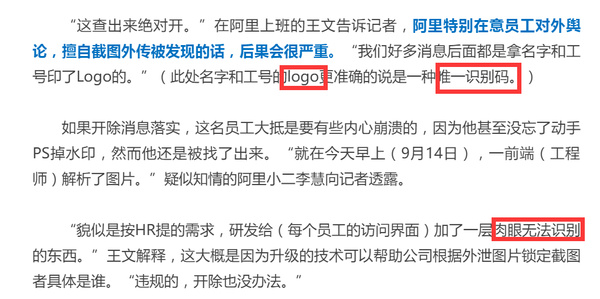 “这查出来绝对开。”在阿里上班的王文告诉记者，阿里特别在意员工对外舆
论，擅自截图外传被发现的话，后果会很严重。“我们好多消息后面都是拿名字和工
号印了Logo的。”（此处名字和工号的logo更准确的说是一种唯一识别码。）
如果开除消息落实，这名员工大抵是要有些内心崩溃的，因为他甚至没忘了动手
PS掉水印，然而他还是被找了出来。“就在今天早上（9月14日），一前端（工程
师）解析了图片。”疑似知情的阿里小二李慧向记者透露。
“貌似是按HR提的需求，研发给（每个员工的访问界面）加了一层肉眼无法识别
的东西。”王文解释，这大概是因为升级的技术可以帮助公司根据外泄图片锁定截图
者具体是谁。“违规的，开除也没办法。”